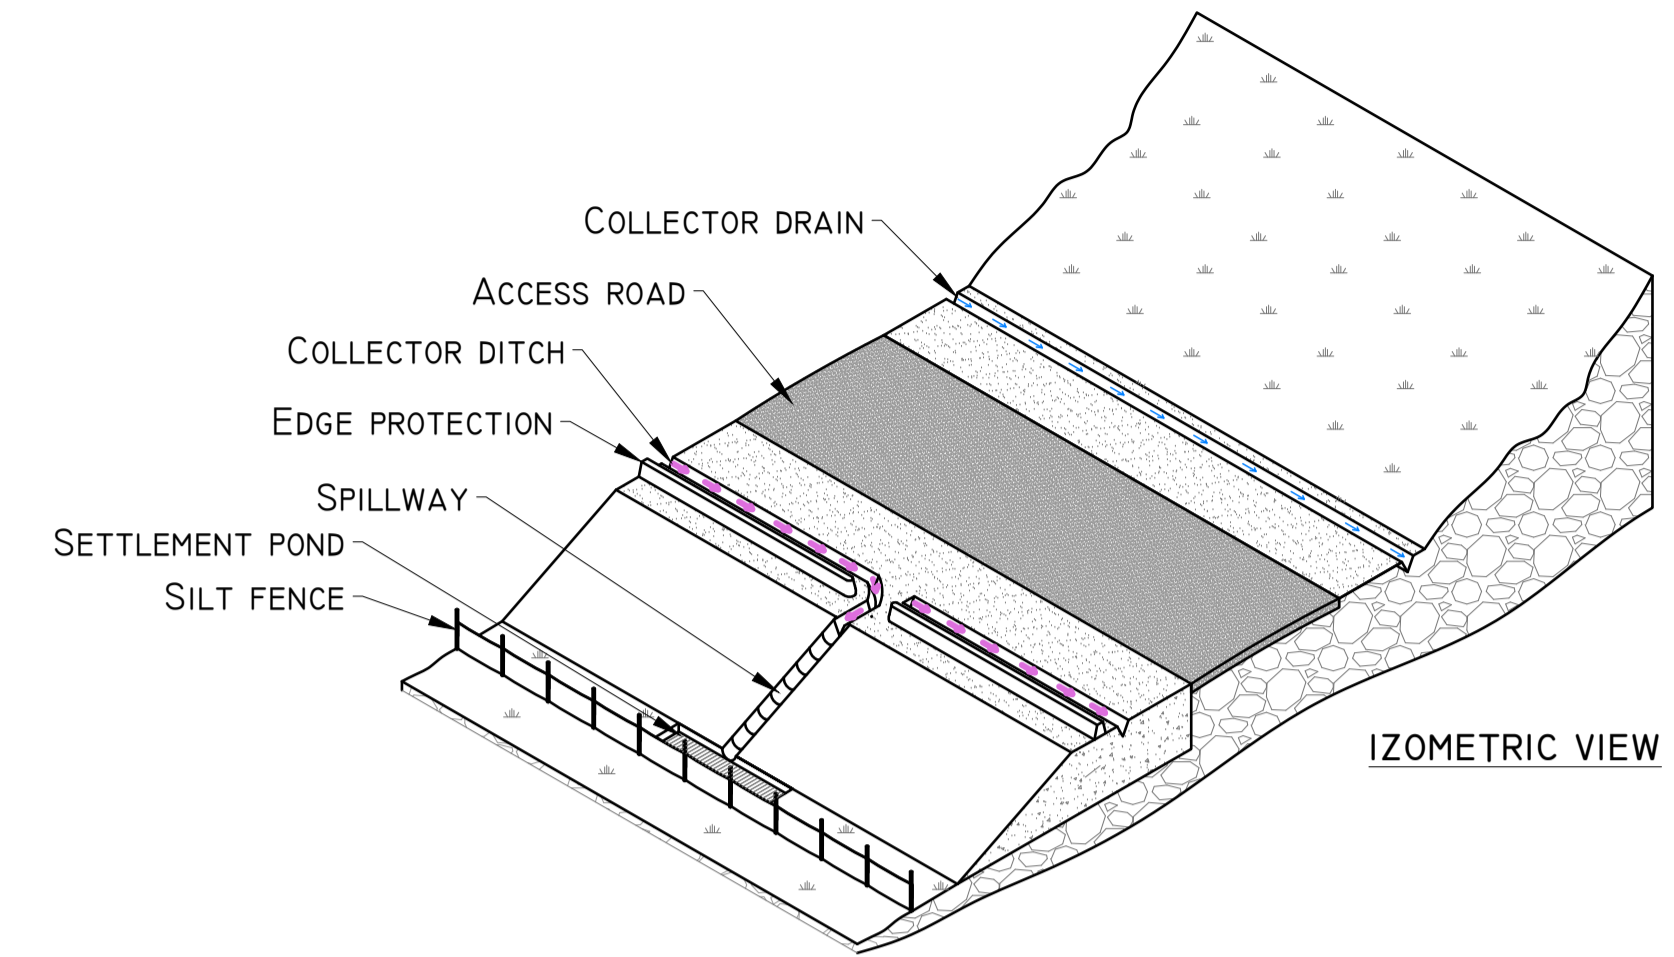 COLLECTOR DRAIN
ACCESS ROAD
COLLECTOR DITCH
EDGE PROTECTION
SPILLWAY
SETTLEMENT POND
SILT FENCE
IZOMETRIC VIEW